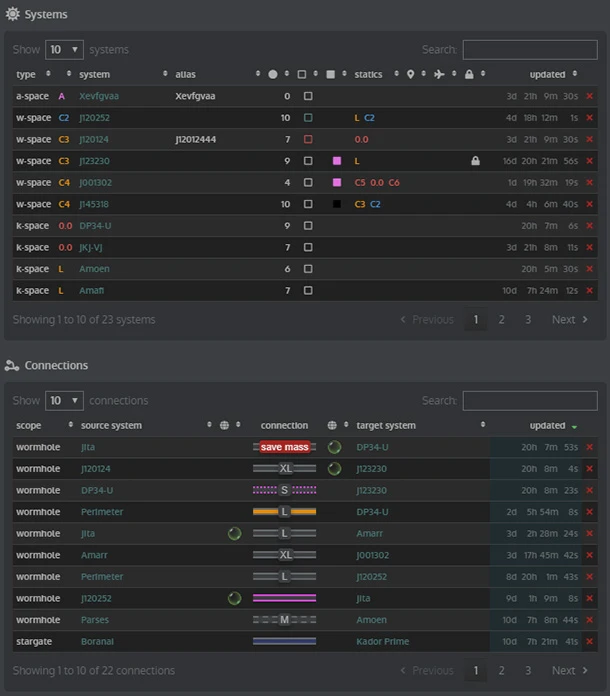 Systems
Show 10 systems Search:
type system alias statics updated
a-space A Xevfgvaa Xevfgvaa 0 3d 21h 9m 30s
w-space C2 J120252 10 L C2 4d 18h 12m 1s
w-space C3 J120124 J12012444 7 0.0 3d 21h 9m 30s
w-space C3 J123230 9 L 16d 20h 21m 56s
w-space C4 J001302 4 C5 0.0 C6 1d 19h 32m 19s
w-space C4 J145318 10 C3 C2 4d 4h 6m 40s
k-space 0.0 DP34-U 9 20h 7m 6s
k-space 0.0 JKJ-VJ 7 3d 21h 8m 11s
k-space L Amoen 6 20h 5m 30s
k-space L Amafi 7 10d 7h 24m 12s
Showing 1 to 10 of 23 systems Previous 1 2 3 Next
Connections
Show 10 connections Search:
scope source system connection target system updated
wormhole Jita save mass DP34-U 20h 7m 53s
wormhole J120124 XL J123230 20h 8m 4s
wormhole DP34-U S J123230 20h 8m 23s
wormhole Perimeter L DP34-U 2d 5h 54m 8s
wormhole Jita L Amarr 3d 2h 28m 24s
wormhole Amarr XL J001302 3d 17h 45m 42s
wormhole Perimeter L J120252 8d 20h 1m 43s
wormhole J120252 Jita 9d 1h 9m 8s
wormhole Parses M Amoen 10d 7h 8m 44s
stargate Boranai Kador Prime 10d 7h 21m 41s
Showing 1 to 10 of 22 connections Previous 1 2 3 Next